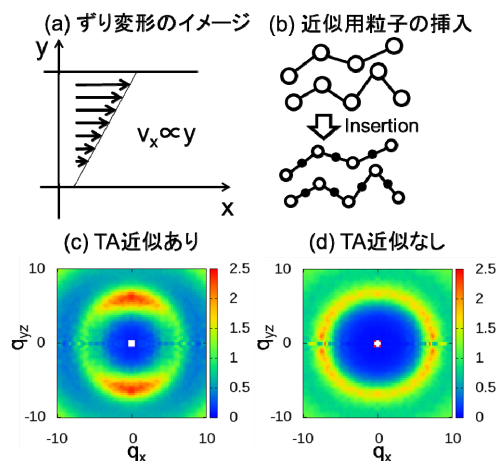 (a) ずり変形のイメージ
(b) 近似用粒子の挿入
y
vx∝y
x
Insertion
(c) TA近似あり
(d) TA近似なし
10
0
-10
qyz
-10
0
10
qx
2.5
2
1.5
1
0.5
0
10
0
-10
qyz
-10
0
10
qx
2.5
2
1.5
1
0.5
0